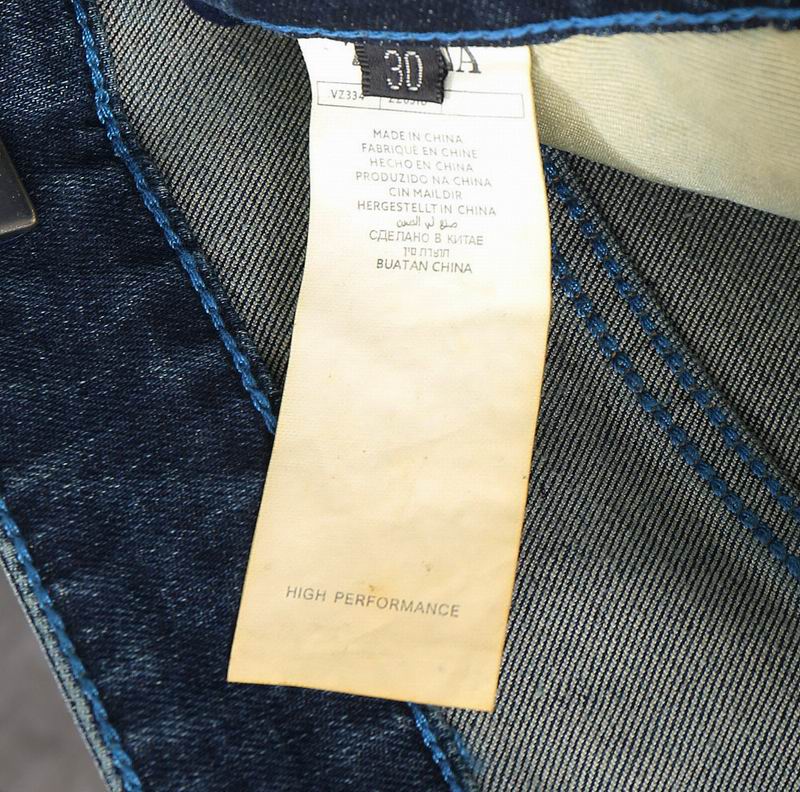 30
VZ334
MADE IN CHINA
FABRIQUE EN CHINE
HECHO EN CHINA
PRODUZIDO NA CHINA
CIN MAILDIR
HERGESTELLT IN CHINA
صنع في الصين
СДЕЛАНО В КИТАЕ
BUATAN CHINA
HIGH PERFORMANCE